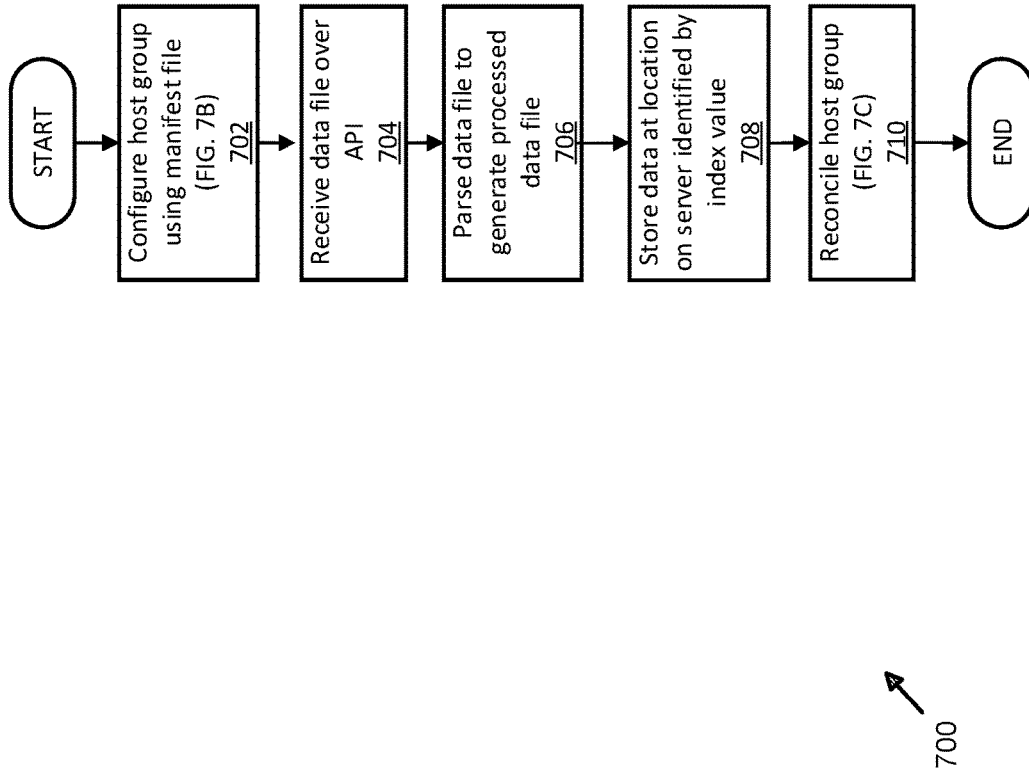 START
Configure host group
using manifest file
(FIG. 7B)
702
Receive data file over
API
704
Parse data file to
generate processed
data file
706
Store data at location
on server identified by
index value
708
Reconcile host group
(FIG. 7C)
710
END
700